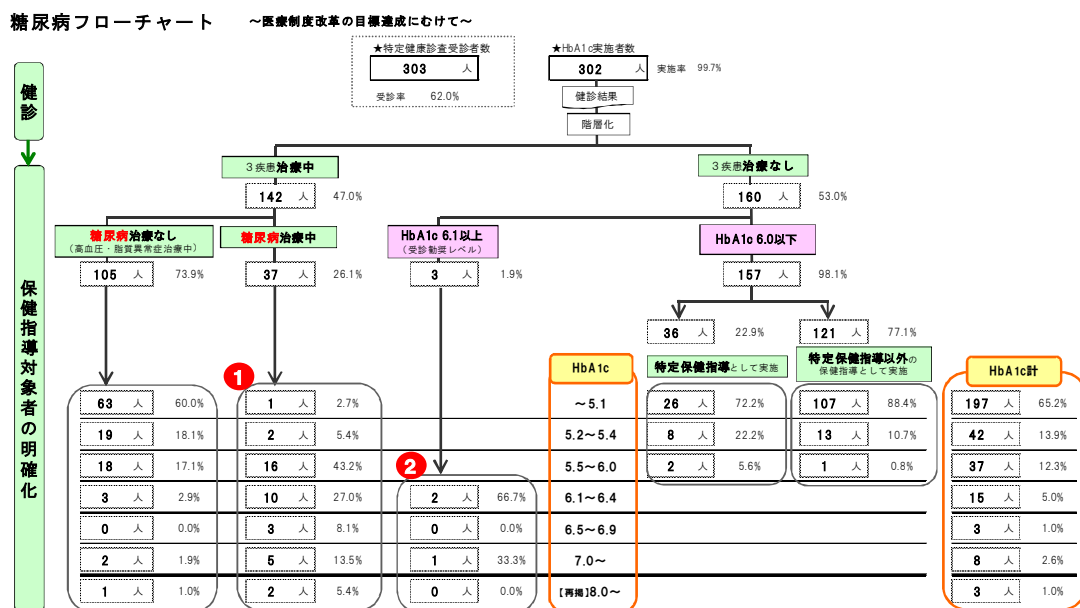 糖尿病フローチャート ～医療制度改革の目標達成にむけて～
★特定健康診査受診者数 ★HbA1c実施者数
303 人 302 人 実施率 99.7%
受診率 62.0% 健診結果
健診
階層化
3疾患治療中 3疾患治療なし
142 人 47.0% 160 人 53.0%
糖尿病治療なし 糖尿病治療中 HbA1c 6.1以上 HbA1c 6.0以下
(高血圧・脂質異常症治療中) (受診勧奨レベル)
105 人 73.9% 37 人 26.1% 3 人 1.9% 157 人 98.1%
保健指導対象者の明確化
36 人 22.9% 121 人 77.1%
HbA1c 特定保健指導として実施 特定保健指導以外の HbA1c計
保健指導として実施
1
63 人 60.0% 1 人 2.7% ～5.1 26 人 72.2% 107 人 88.4% 197 人 65.2%
19 人 18.1% 2 人 5.4% 5.2～5.4 8 人 22.2% 13 人 10.7% 42 人 13.9%
2
18 人 17.1% 16 人 43.2% 5.5～6.0 2 人 5.6% 1 人 0.8% 37 人 12.3%
3 人 2.9% 10 人 27.0% 2 人 66.7% 6.1～6.4 15 人 5.0%
0 人 0.0% 3 人 8.1% 0 人 0.0% 6.5～6.9 3 人 1.0%
2 人 1.9% 5 人 13.5% 1 人 33.3% 7.0～ 8 人 2.6%
1 人 1.0% 2 人 5.4% 0 人 0.0% 【再掲】8.0～ 3 人 1.0%